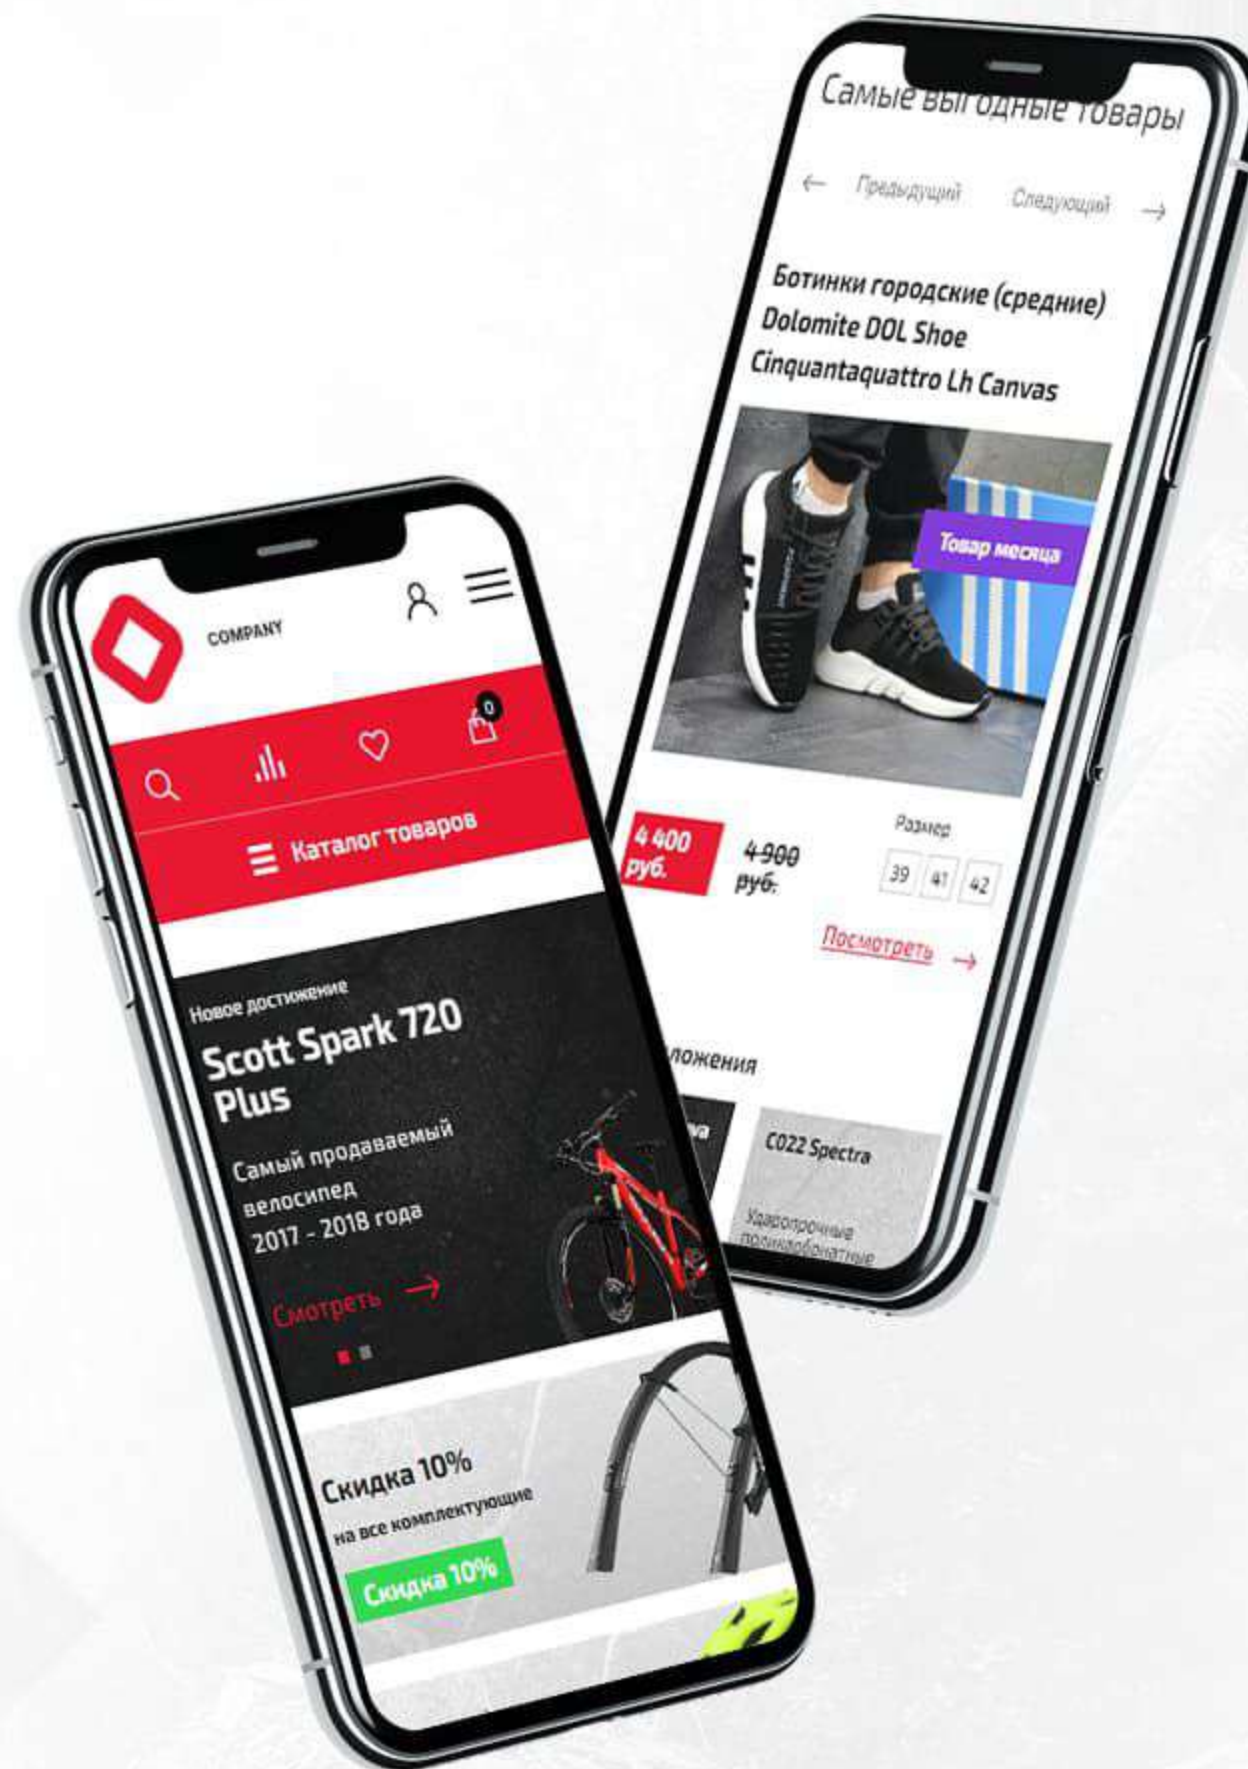 Самые выгодные товары
Предыдущий Следующий
Ботинки городские (средние)
Dolomite DOL Shoe
Cinquantaquattro Lh Canvas
Товар месяца
4 400
руб.
4 900
руб.
Размер
39 41 42
Посмотреть
ложения
C022 Spectra
Ударопрочные
COMPANY
0
Каталог товаров
Новое достижение
Scott Spark 720
Plus
Самый продаваемый
велосипед
2017 - 2018 года
Смотреть
Скидка 10%
на все комплектующие
Скидка 10%